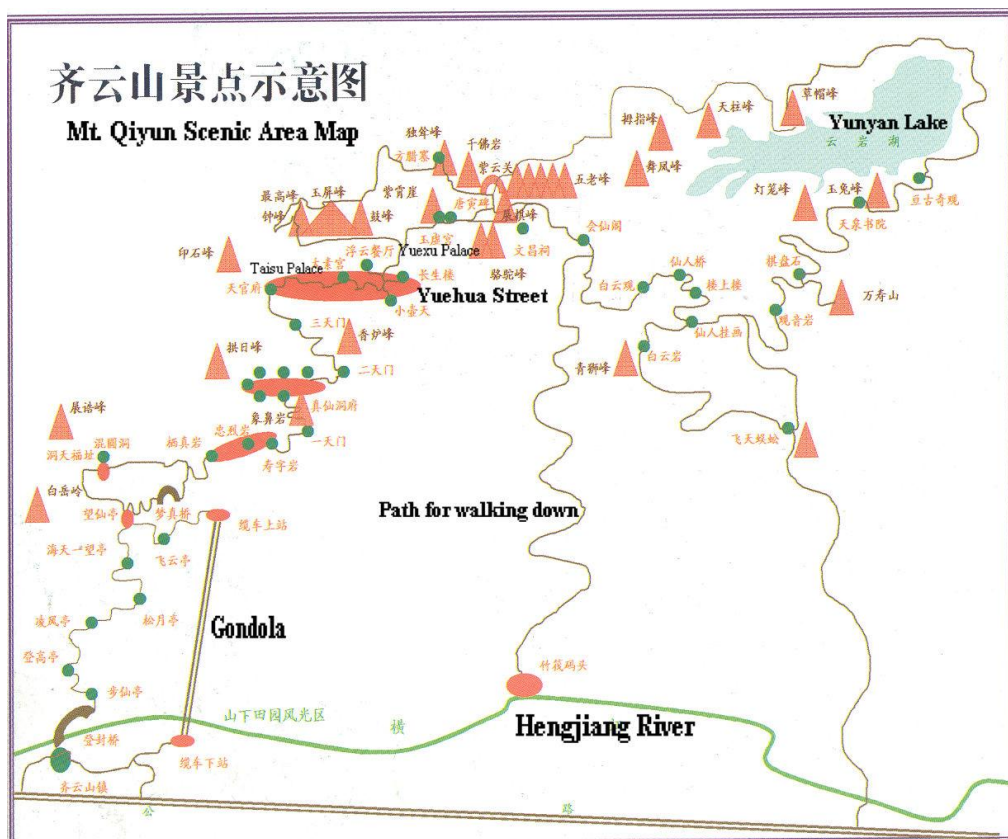 齐云山景点示意图
Mt. Qiyun Scenic Area Map
草帽峰
天柱峰
拇指峰
独耸峰
方腊寨
千佛岩
紫云关
五老峰
舞凤峰
Yunyan Lake
云岩湖
最高峰
玉屏峰
紫霄崖
唐寅碑
灯笼峰
玉兔峰
亘古奇观
钟峰
鼓峰
展旗峰
会仙阁
天泉书院
玉虚宫
文昌祠
印石峰
浮云餐厅
Yuexu Palace
骆驼峰
Taisu Palace
太素宫
长生楼
仙人桥
棋盘石
天官府
Yuehua Street
白云观
楼上楼
万寿山
小壶天
三天门
香炉峰
仙人挂画
观音岩
拱日峰
二天门
青狮峰
白云岩
真仙洞府
展诰峰
象鼻岩
忠烈岩
栖真岩
一天门
混圆洞
洞天福址
寿字岩
飞天蜈蚣
白岳岭
望仙亭
梦真桥
缆车上站
Path for walking down
海天一望亭
飞云亭
凌风亭
松月亭
Gondola
登高亭
竹筏码头
步仙亭
山下田园风光区
横
Hengjiang River
登封桥
缆车下站
齐云山镇
公
路